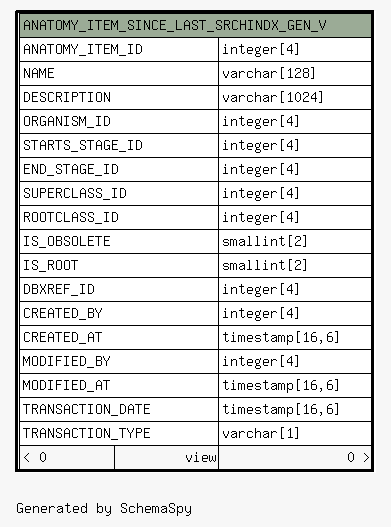 ANATOMY_ITEM_SINCE_LAST_SRCHINDX_GEN_V
ANATOMY_ITEM_ID integer[4]
NAME varchar[128]
DESCRIPTION varchar[1024]
ORGANISM_ID integer[4]
STARTS_STAGE_ID integer[4]
END_STAGE_ID integer[4]
SUPERCLASS_ID integer[4]
ROOTCLASS_ID integer[4]
IS_OBSOLETE smallint[2]
IS_ROOT smallint[2]
DBXREF_ID integer[4]
CREATED_BY integer[4]
CREATED_AT timestamp[16,6]
MODIFIED_BY integer[4]
MODIFIED_AT timestamp[16,6]
TRANSACTION_DATE timestamp[16,6]
TRANSACTION_TYPE varchar[1]
< 0 view 0 >
Generated by SchemaSpy